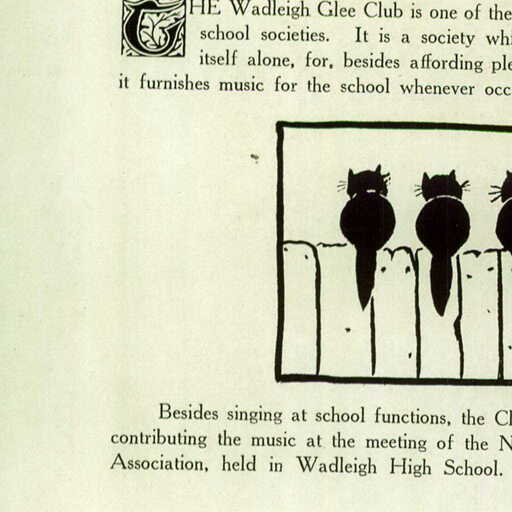 THE Wadleigh Glee Club is one of the
school societies. It is a society whi
itself alone, for, besides affording ple
it furnishes music for the school whenever occ
Besides singing at school functions, the Cl
contributing the music at the meeting of the N
Association, held in Wadleigh High School.